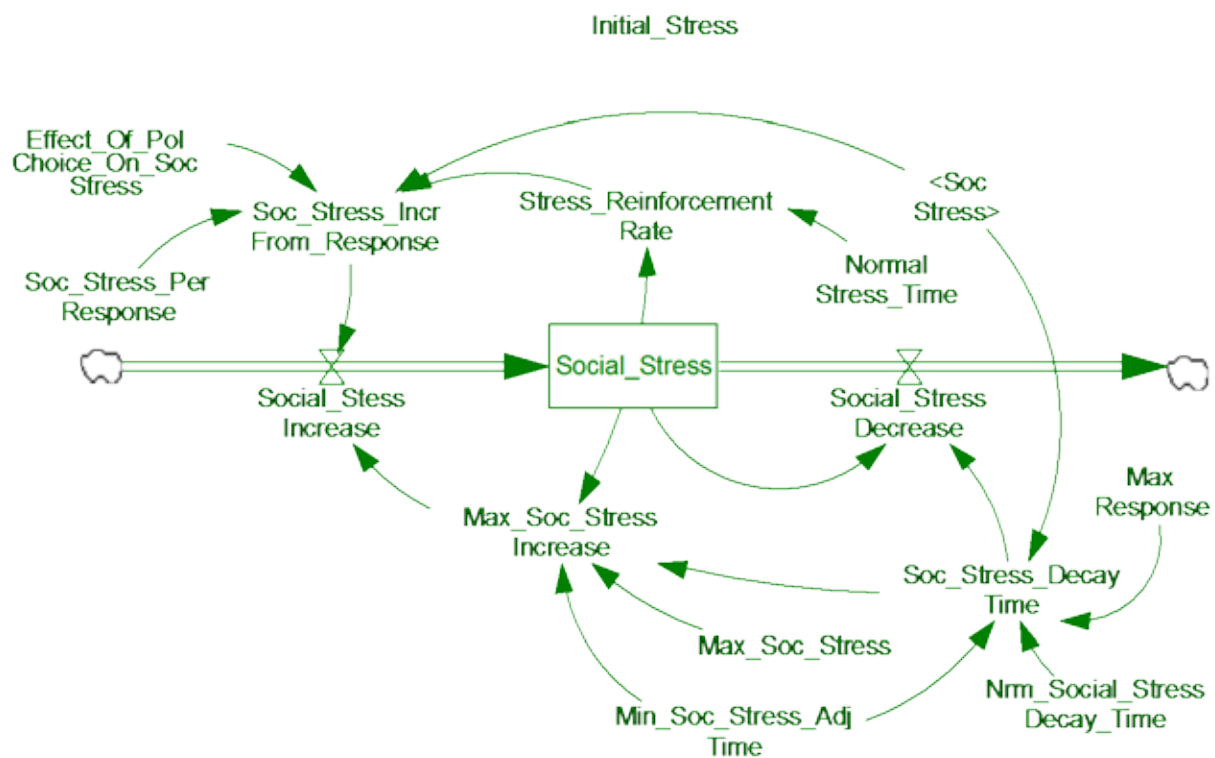 Initial_Stress
Effect_Of_Pol
Choice_On_Soc
Stress
Soc_Stress_Incr
From_Response
Stress_Reinforcement
Rate
<Soc
Stress>
Soc_Stress_Per
Response
Normal
Stress_Time
Social_Stress
Social_Stess
Increase
Social_Stress
Decrease
Max_Soc_Stress
Increase
Max
Response
Soc_Stress_Decay
Time
Max_Soc_Stress
Min_Soc_Stress_Adj
Time
Nrm_Social_Stress
Decay_Time